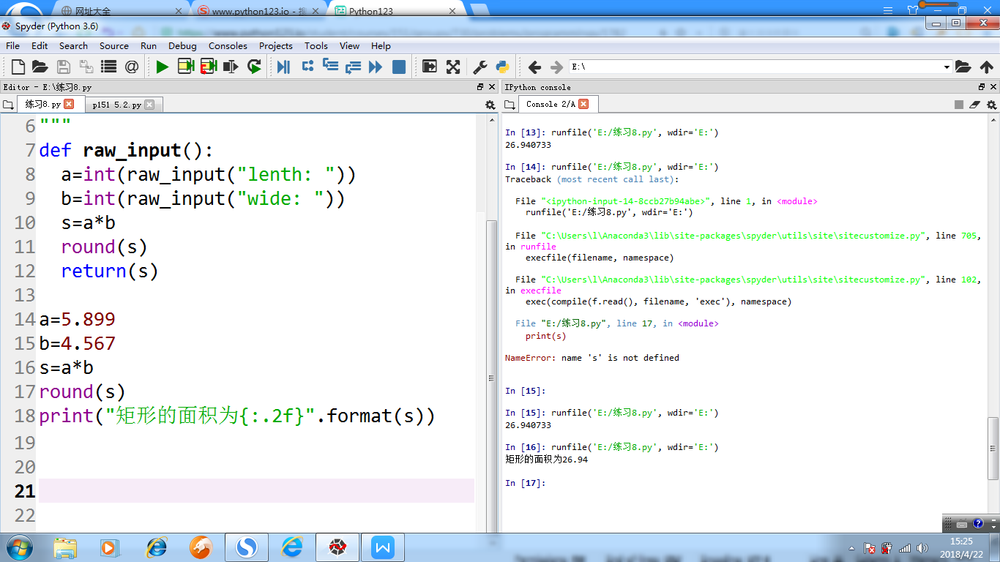 网址大全
www.python123.io -
Python123
Spyder (Python 3.6)
File Edit Search Source Run Debug Consoles Projects Tools View Help
E:\
Editor - E:\练习8.py
IPython console
练习8.py
p151 5.2.py
Console 2/A
6 """
7 def raw_input():
8 a=int(raw_input("lenth: "))
9 b=int(raw_input("wide: "))
10 s=a*b
11 round(s)
12 return(s)
13
14 a=5.899
15 b=4.567
16 s=a*b
17 round(s)
18 print("矩形的面积为{:.2f}".format(s))
19
20
21
22
In [13]: runfile('E:/练习8.py', wdir='E:')
26.940733
In [14]: runfile('E:/练习8.py', wdir='E:')
Traceback (most recent call last):
File "<ipython-input-14-8ccb27b94abe>", line 1, in <module>
runfile('E:/练习8.py', wdir='E:')
File "C:\Users\l\Anaconda3\lib\site-packages\spyder\utils\site\sitecustomize.py", line 705,
in runfile
execfile(filename, namespace)
File "C:\Users\l\Anaconda3\lib\site-packages\spyder\utils\site\sitecustomize.py", line 102,
in execfile
exec(compile(f.read(), filename, 'exec'), namespace)
File "E:/练习8.py", line 17, in <module>
print(s)
NameError: name 's' is not defined
In [15]:
In [15]: runfile('E:/练习8.py', wdir='E:')
26.940733
In [16]: runfile('E:/练习8.py', wdir='E:')
矩形的面积为26.94
In [17]:
15:25
2018/4/22